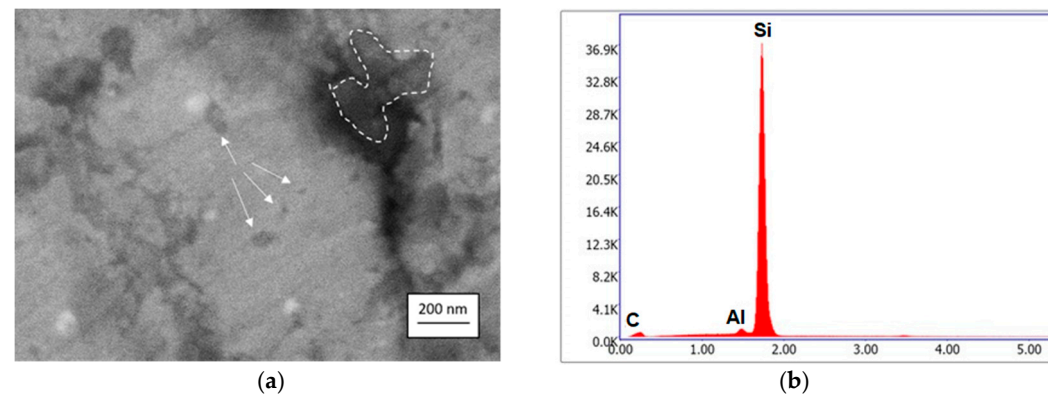 200 nm
(a)
Si
36.9K
32.8K
28.7K
24.6K
20.5K
16.4K
12.3K
8.2K
4.1K
0.0K
C
Al
0.00 1.00 2.00 3.00 4.00 5.00
(b)